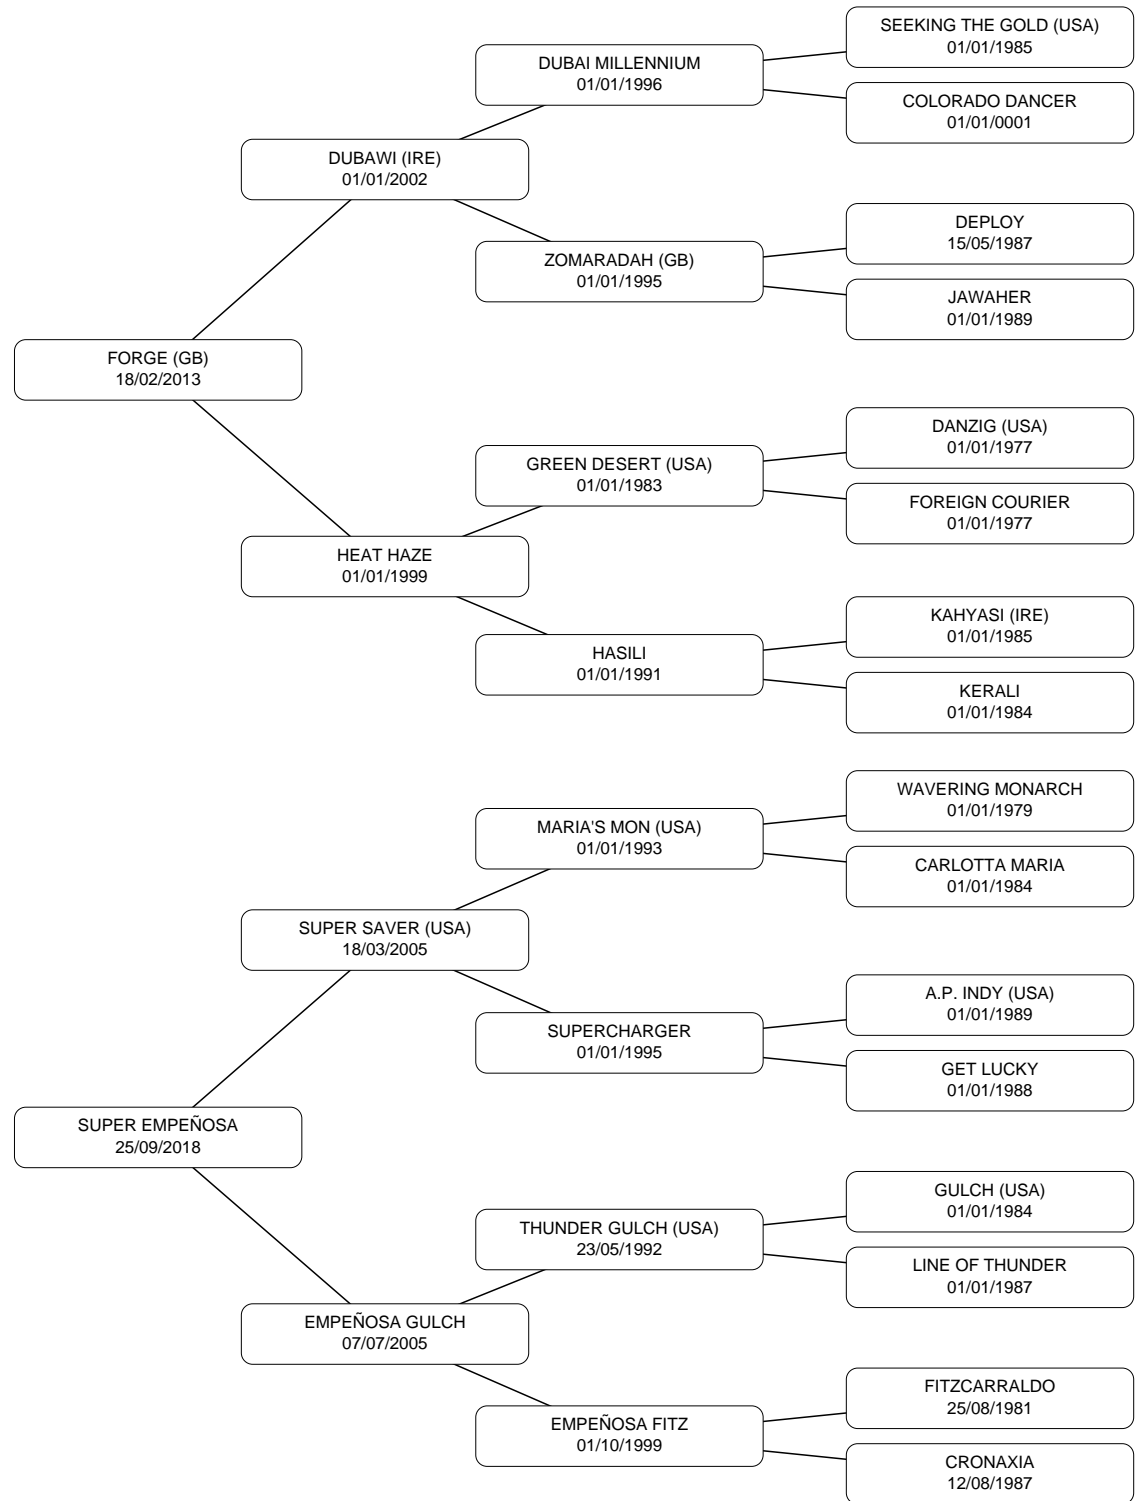 SEEKING THE GOLD (USA)
01/01/1985
DUBAI MILLENNIUM
01/01/1996
COLORADO DANCER
01/01/0001
DUBAWI (IRE)
01/01/2002
DEPLOY
15/05/1987
ZOMARADAH (GB)
01/01/1995
JAWAHER
01/01/1989
FORGE (GB)
18/02/2013
DANZIG (USA)
01/01/1977
GREEN DESERT (USA)
01/01/1983
FOREIGN COURIER
01/01/1977
HEAT HAZE
01/01/1999
KAHYASI (IRE)
01/01/1985
HASILI
01/01/1991
KERALI
01/01/1984
WAVERING MONARCH
01/01/1979
MARIA'S MON (USA)
01/01/1993
CARLOTTA MARIA
01/01/1984
SUPER SAVER (USA)
18/03/2005
A.P. INDY (USA)
01/01/1989
SUPERCHARGER
01/01/1995
GET LUCKY
01/01/1988
SUPER EMPEÑOSA
25/09/2018
GULCH (USA)
01/01/1984
THUNDER GULCH (USA)
23/05/1992
LINE OF THUNDER
01/01/1987
EMPEÑOSA GULCH
07/07/2005
FITZCARRALDO
25/08/1981
EMPEÑOSA FITZ
01/10/1999
CRONAXIA
12/08/1987